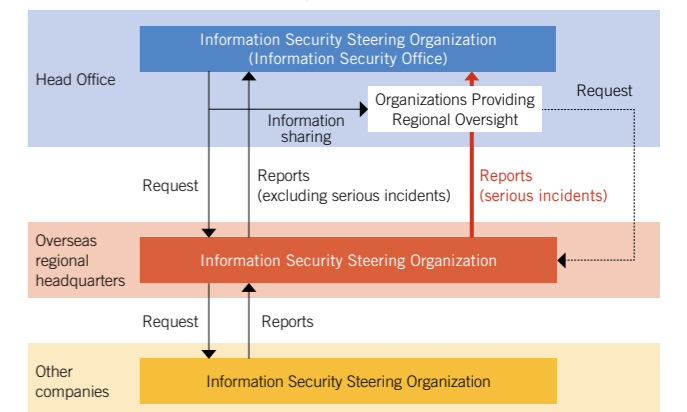 Information Security Steering Organization
(Information Security Office)
Head Office
Organizations Providing
Regional Oversight
Request
Information
sharing
Request
Reports
(excluding serious incidents)
Reports
(serious incidents)
Overseas
regional
headquarters
Information Security Steering Organization
Request
Reports
Other
companies
Information Security Steering Organization